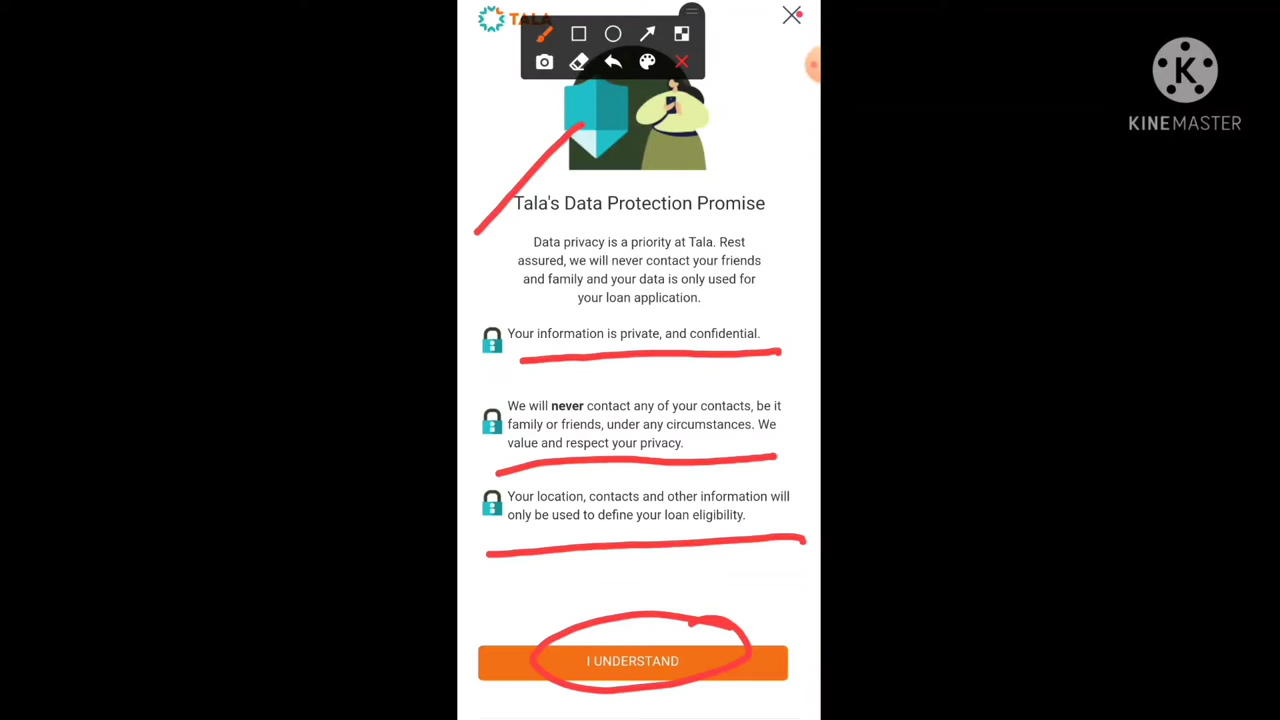 TALA
KINEMASTER
Tala's Data Protection Promise
Data privacy is a priority at Tala. Rest
assured, we will never contact your friends
and family and your data is only used for
your loan application.
Your information is private, and confidential.
We will never contact any of your contacts, be it
family or friends, under any circumstances. We
value and respect your privacy.
Your location, contacts and other information will
only be used to define your loan eligibility.
I UNDERSTAND